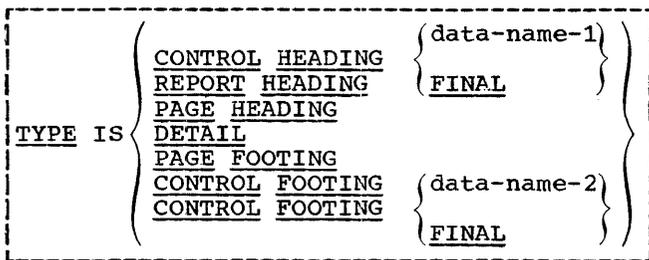 data-name-1
CONTROL HEADING
REPORT HEADING FINAL
PAGE HEADING
TYPE IS DETAIL
PAGE FOOTING
CONTROL FOOTING data-name-2
CONTROL FOOTING
FINAL